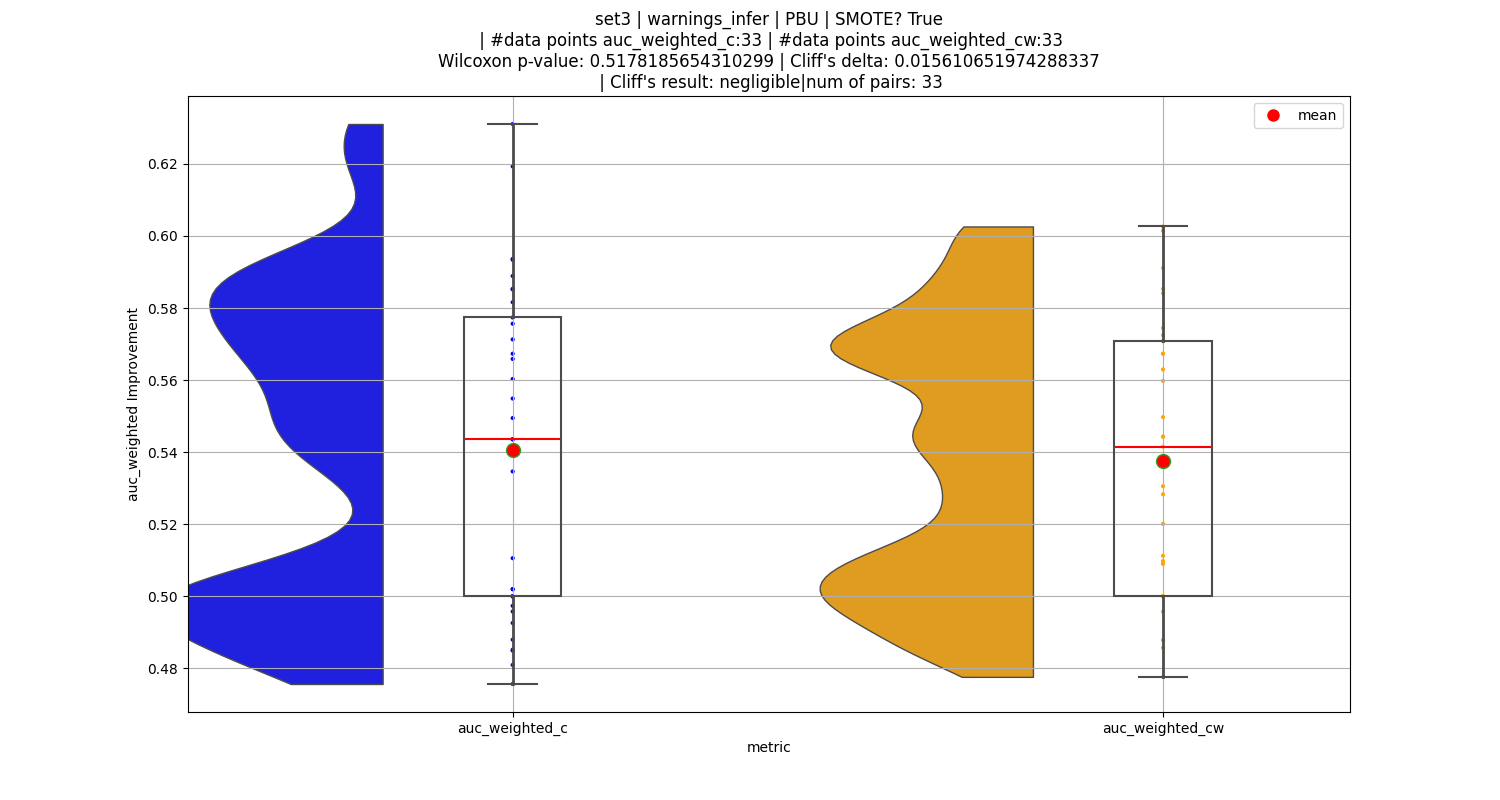 set3 | warnings_infer | PBU | SMOTE? True
| #data points auc_weighted_c:33 | #data points auc_weighted_cw:33
Wilcoxon p-value: 0.5178185654310299 | Cliff's delta: 0.015610651974288337
| Cliff's result: negligible|num of pairs: 33
mean
auc_weighted Improvement
0.62
0.60
0.58
0.56
0.54
0.52
0.50
0.48
auc_weighted_c
auc_weighted_cw
metric